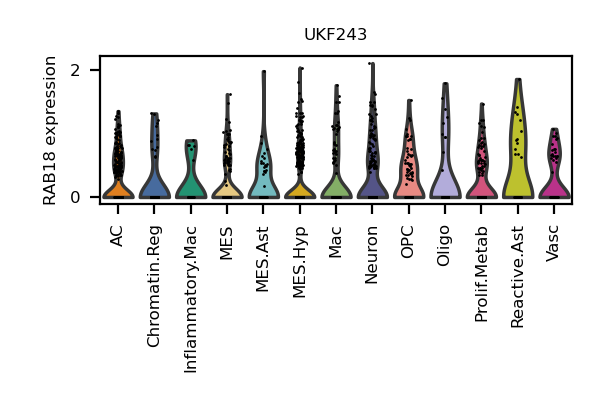 UKF243
RAB18 expression
2
0
AC
Chromatin.Reg
Inflammatory.Mac
MES
MES.Ast
MES.Hyp
Mac
Neuron
OPC
Oligo
Prolif.Metab
Reactive.Ast
Vasc